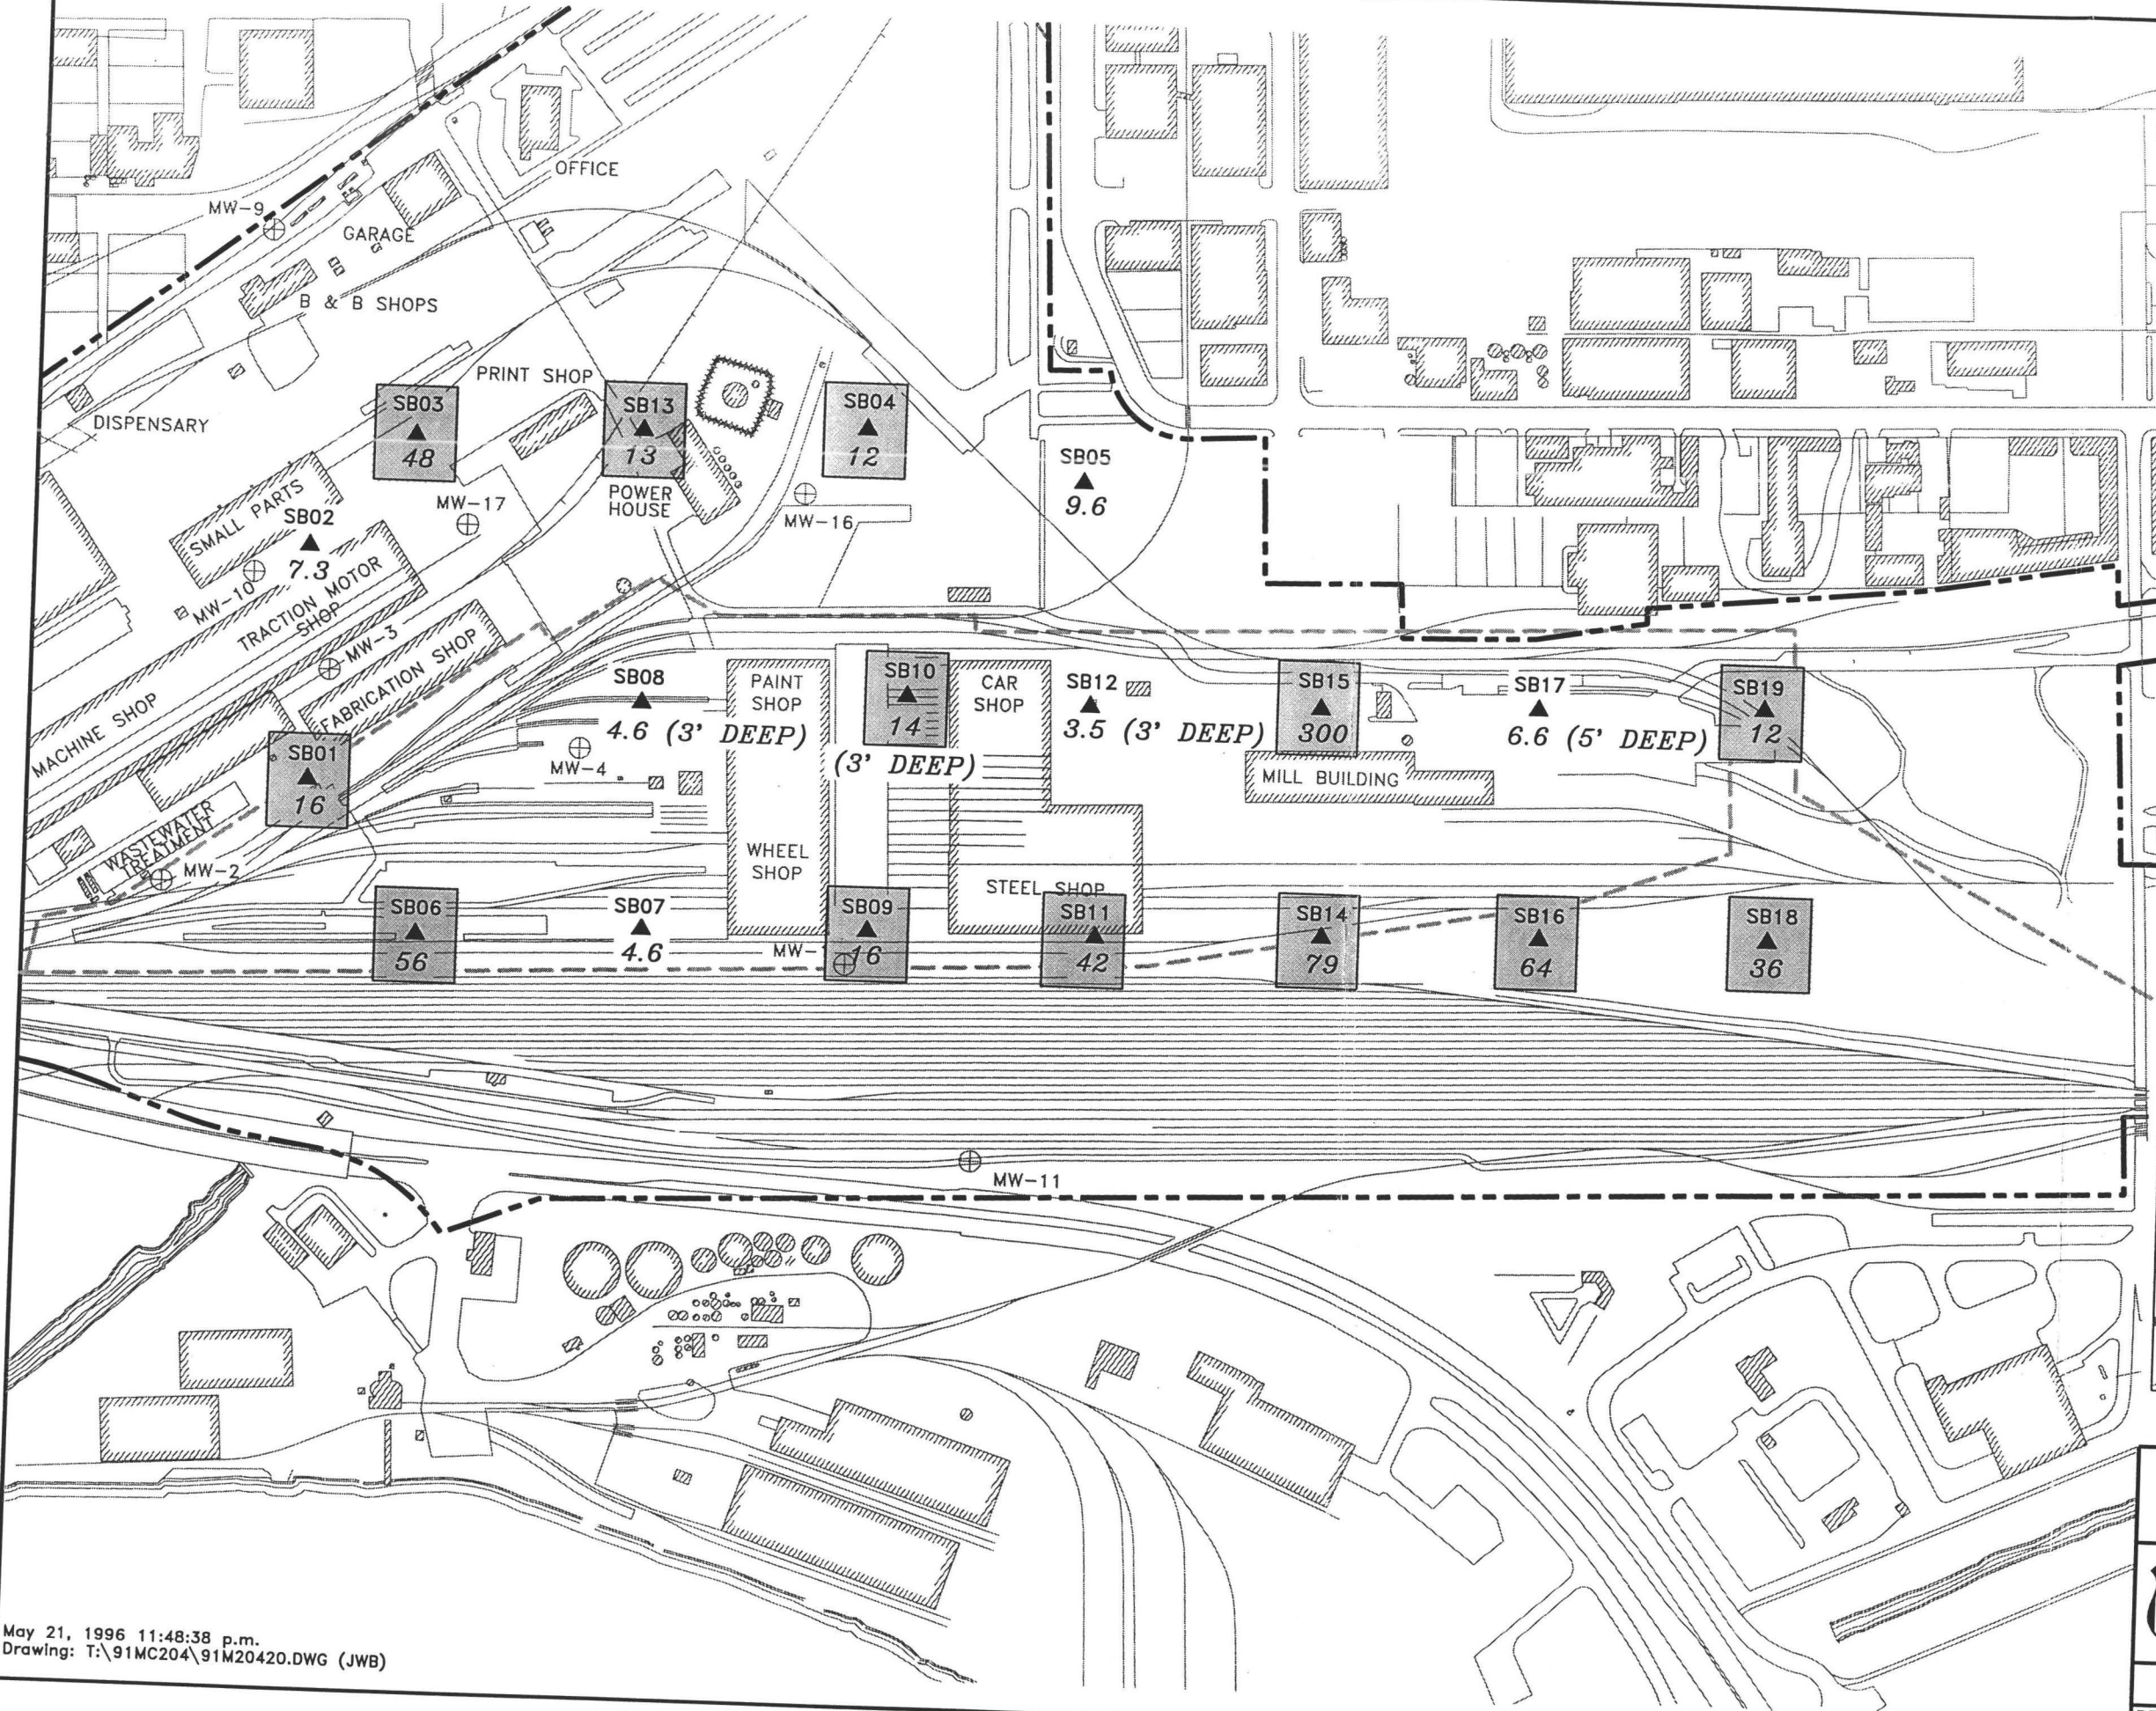 OFFICE
MW-9
GARAGE
B & B SHOPS
PRINT SHOP
DISPENSARY
SB03
48
SB13
13
SB04
12
SB05
9.6
POWER
HOUSE
MW-17
MW-16
SMALL PARTS
SB02
7.3
MW-10
TRACTION MOTOR
SHOP
MW-3
FABRICATION SHOP
MACHINE SHOP
SB01
16
WASTEWATER
TREATMENT
MW-2
SB08
4.6 (3' DEEP)
MW-4
PAINT
SHOP
SB10
14
(3' DEEP)
CAR
SHOP
SB12
3.5 (3' DEEP)
SB15
300
MILL BUILDING
SB17
6.6 (5' DEEP)
SB19
12
WHEEL
SHOP
STEEL SHOP
SB06
56
SB07
4.6
MW-
SB09
16
SB11
42
SB14
79
SB16
64
SB18
36
MW-11
May 21, 1996 11:48:38 p.m.
Drawing: T:\91MC204\91M20420.DWG (JWB)